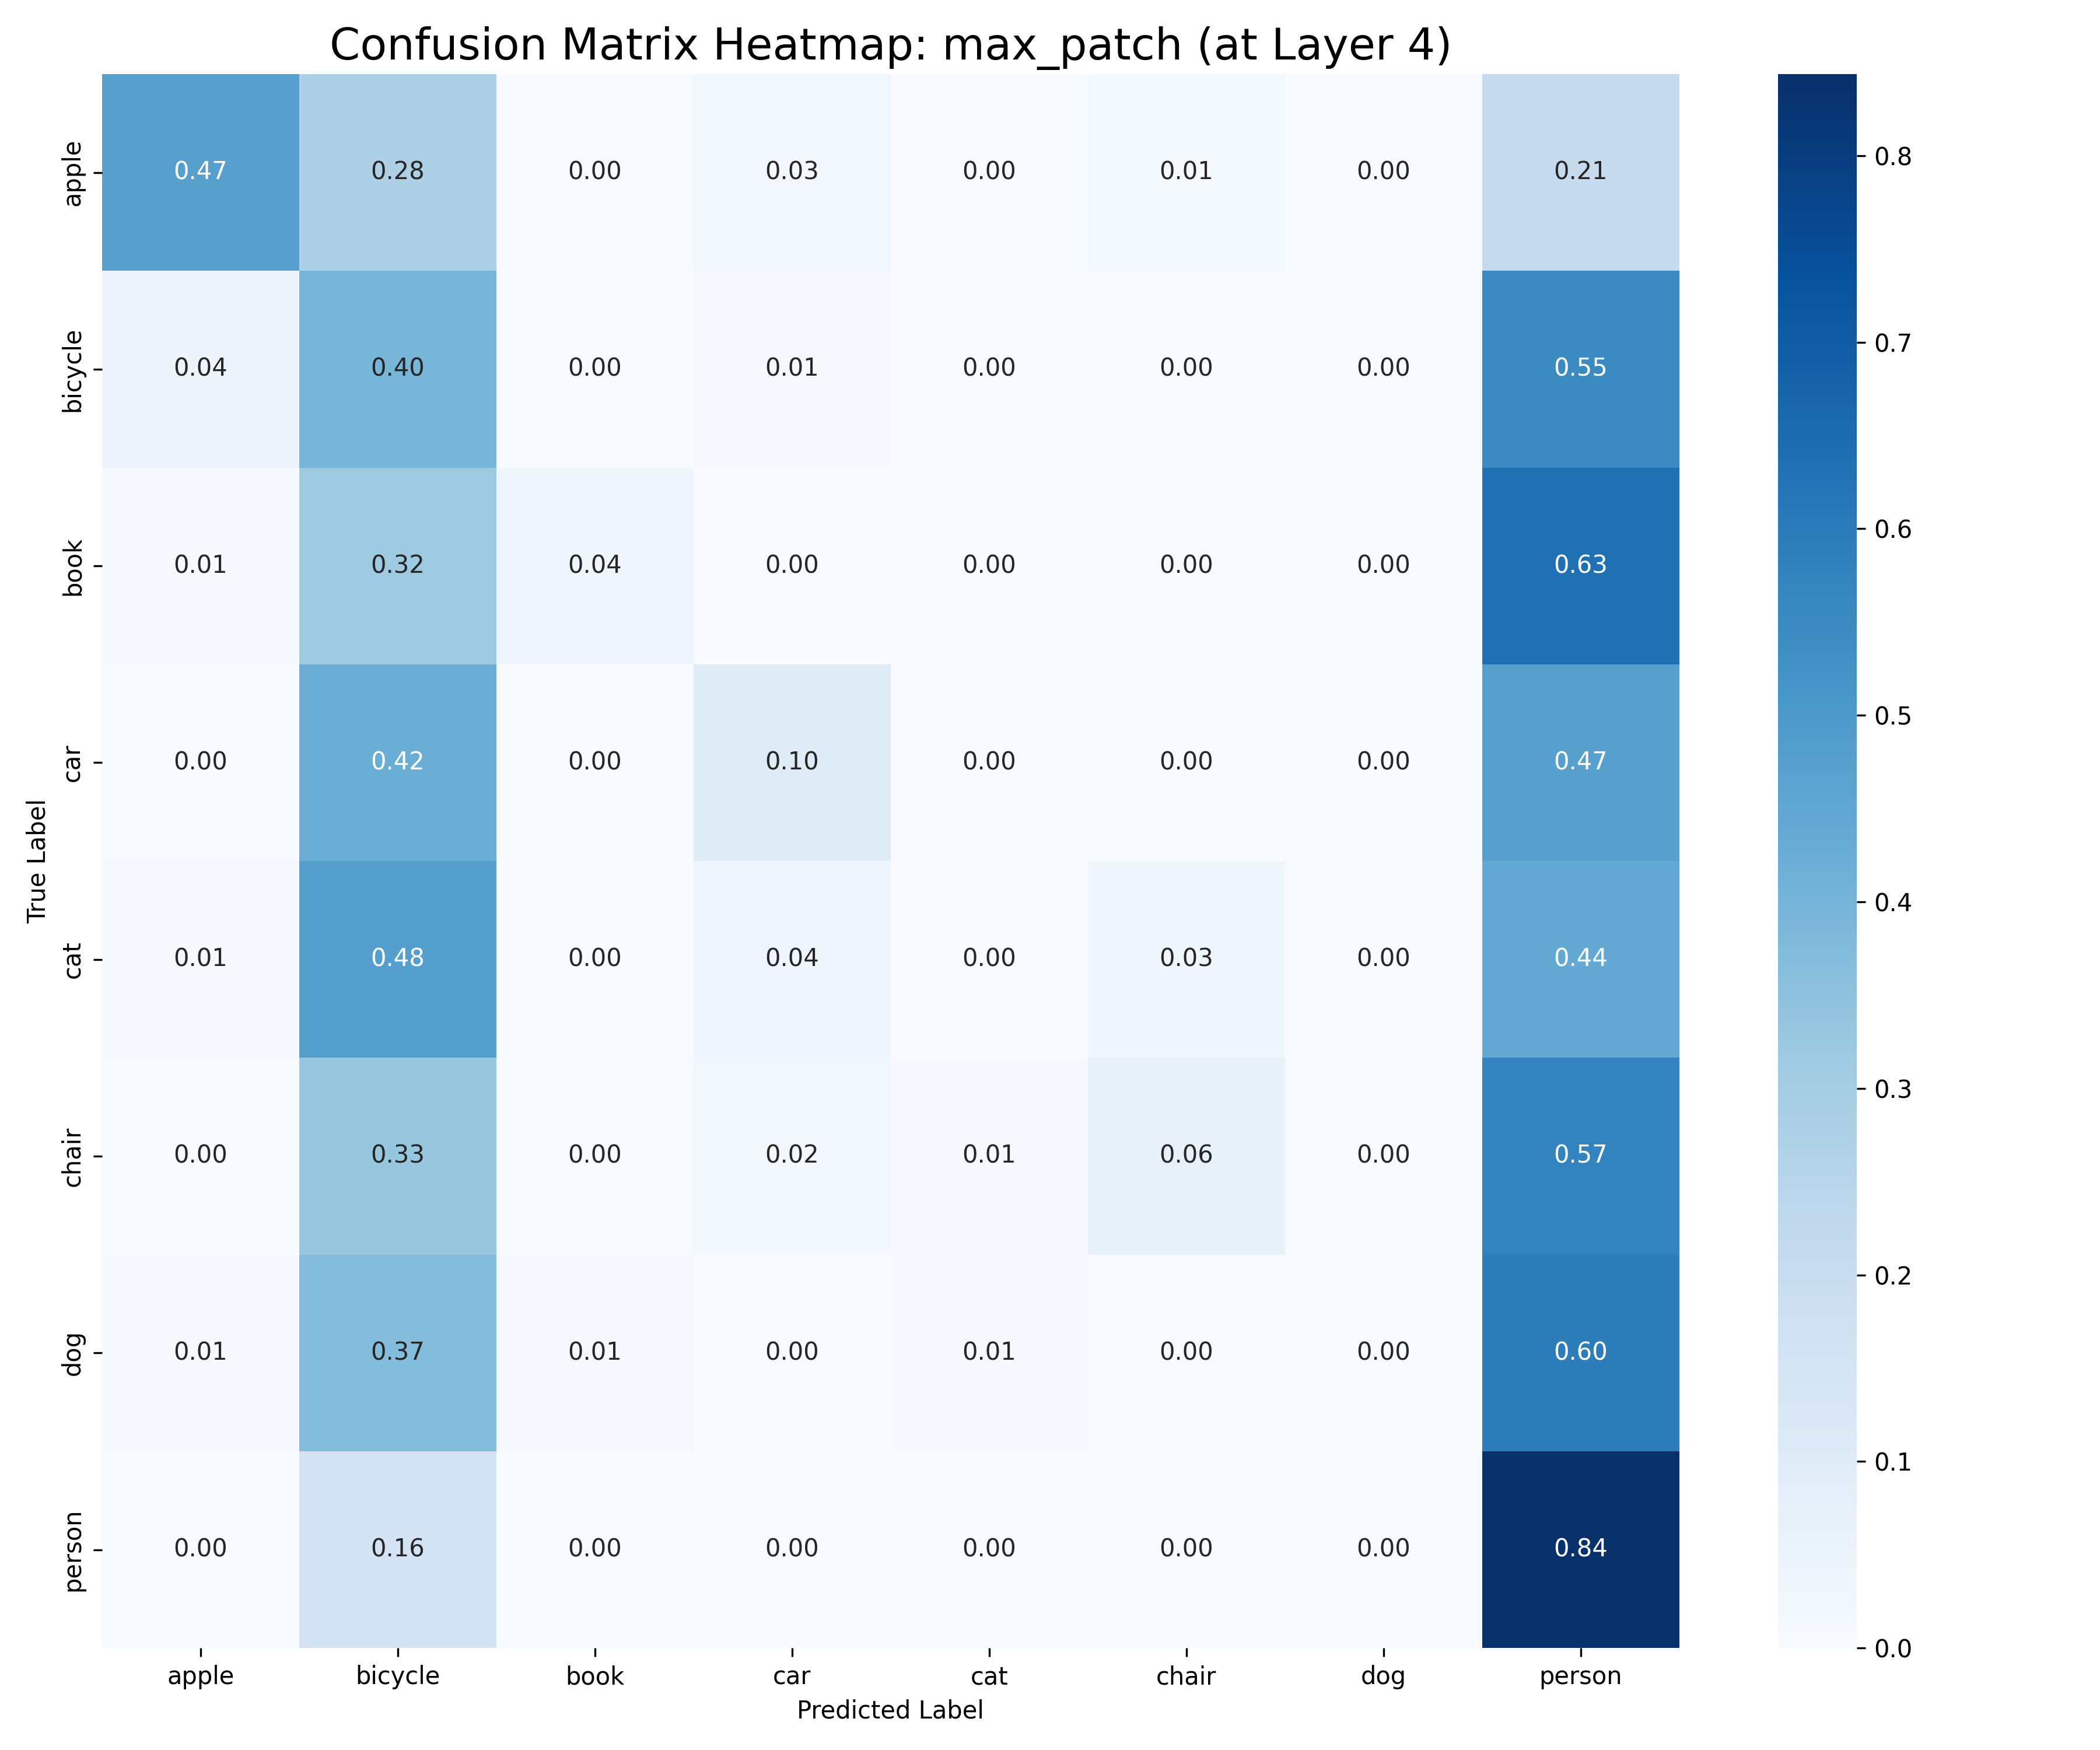 Confusion Matrix Heatmap: max_patch (at Layer 4)
True Label
apple 0.47 0.28 0.00 0.03 0.00 0.01 0.00 0.21
bicycle 0.04 0.40 0.00 0.01 0.00 0.00 0.00 0.55
book 0.01 0.32 0.04 0.00 0.00 0.00 0.00 0.63
car 0.00 0.42 0.00 0.10 0.00 0.00 0.00 0.47
cat 0.01 0.48 0.00 0.04 0.00 0.03 0.00 0.44
chair 0.00 0.33 0.00 0.02 0.01 0.06 0.00 0.57
dog 0.01 0.37 0.01 0.00 0.01 0.00 0.00 0.60
person 0.00 0.16 0.00 0.00 0.00 0.00 0.00 0.84
apple bicycle book car cat chair dog person
Predicted Label
0.8
0.7
0.6
0.5
0.4
0.3
0.2
0.1
0.0